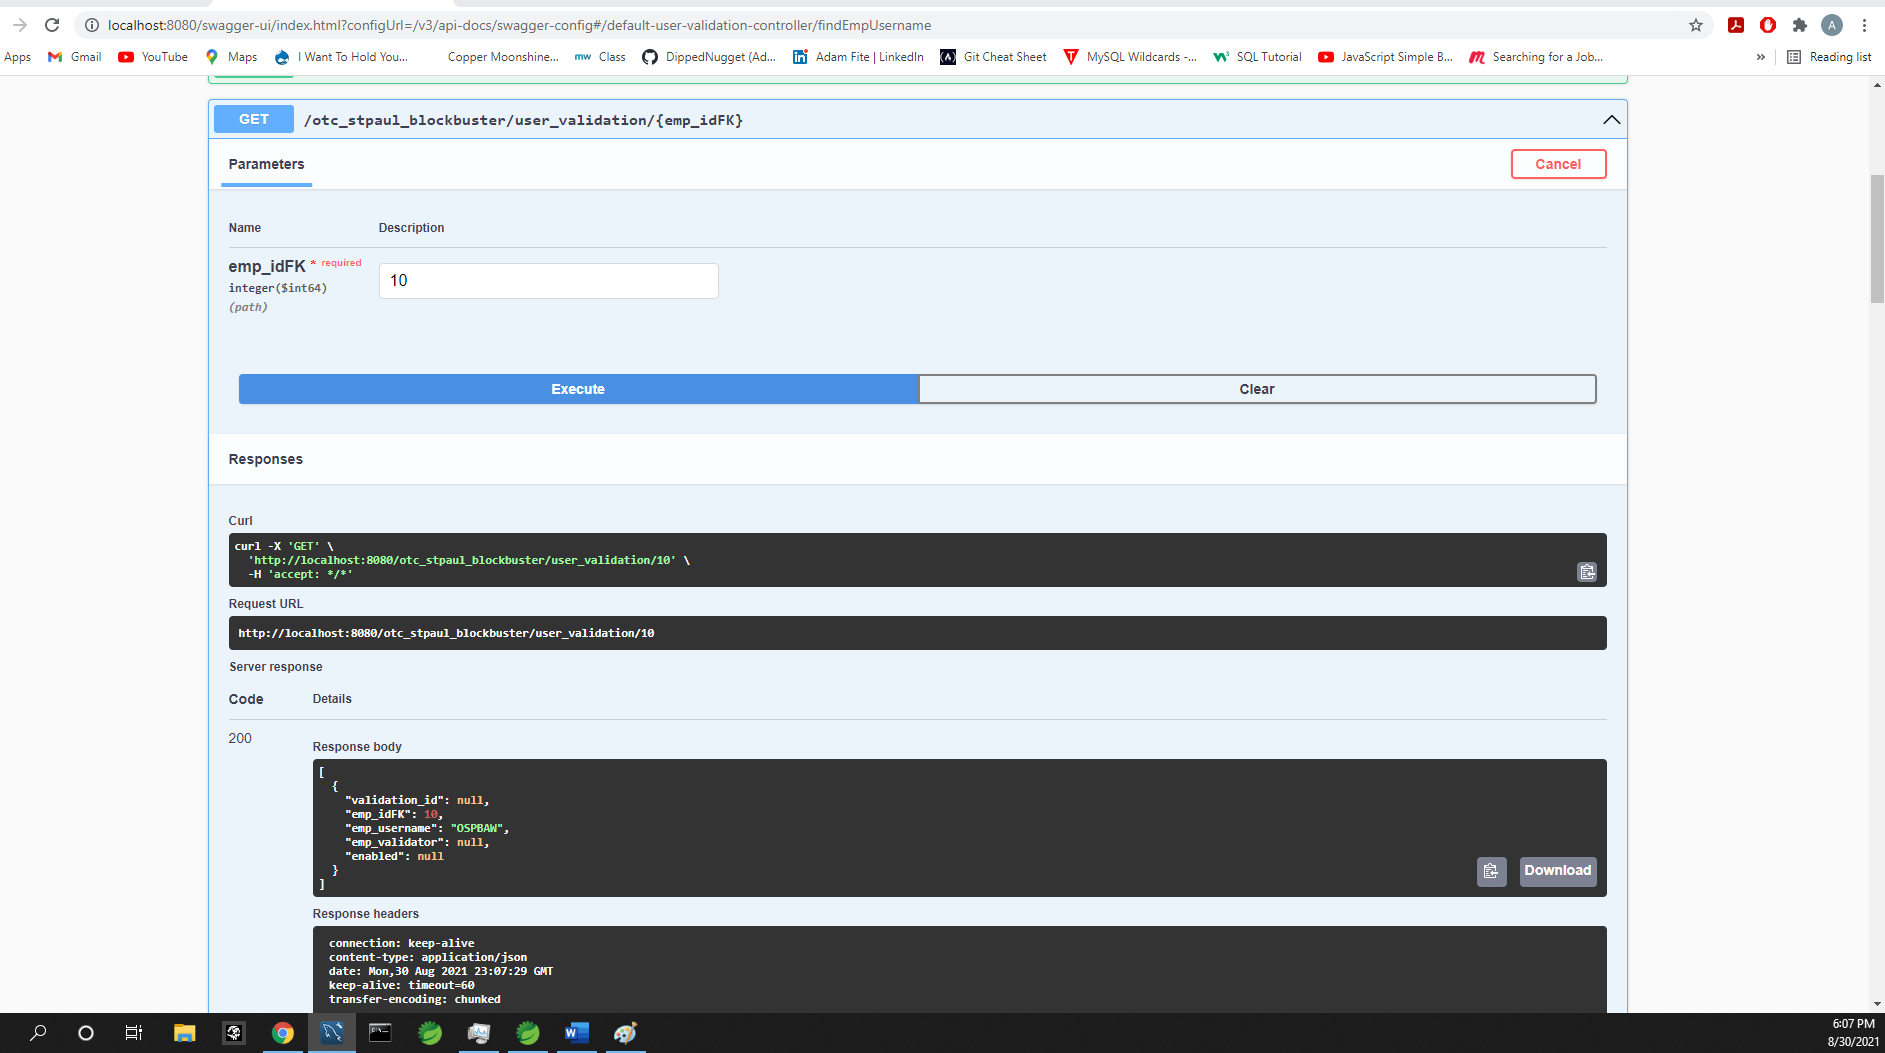 localhost:8080/swagger-ui/index.html?configUrl=/v3/api-docs/swagger-config#/default-user-validation-controller/findEmpUsername
A
Apps Gmail YouTube Maps I Want To Hold You... Copper Moonshine... mw Class DippedNugget (Ad... Adam Fite | LinkedIn Git Cheat Sheet MySQL Wildcards -... SQL Tutorial JavaScript Simple B... Searching for a Job... » Reading list
GET /otc_stpaul_blockbuster/user_validation/{emp_idFK}
Parameters
Cancel
Name Description
emp_idFK * required
10
integer($int64)
(path)
Execute Clear
Responses
Curl
curl -X 'GET' \
'http://localhost:8080/otc_stpaul_blockbuster/user_validation/10' \
-H 'accept: */*'
Request URL
http://localhost:8080/otc_stpaul_blockbuster/user_validation/10
Server response
Code Details
200
Response body
[
{
"validation_id": null,
"emp_idFK": 10,
"emp_username": "OSPBAW",
"emp_validator": null,
"enabled": null
}
]
Download
Response headers
connection: keep-alive
content-type: application/json
date: Mon,30 Aug 2021 23:07:29 GMT
keep-alive: timeout=60
transfer-encoding: chunked
6:07 PM
8/30/2021